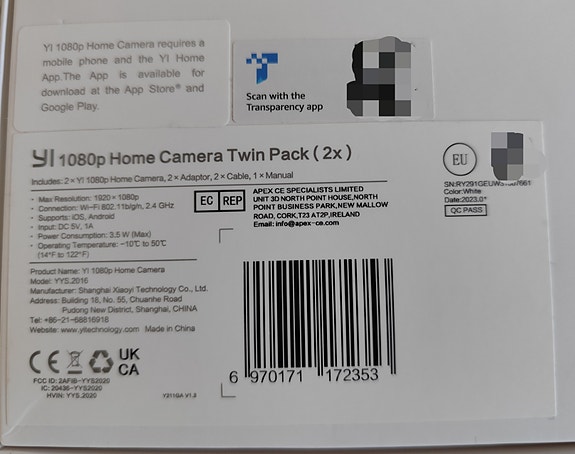 YI 1080p Home Camera requires a
mobile phone and the YI Home
App.The App is available for
download at the App Store® and
Google Play.
Scan with the
Transparency app
YI 1080p Home Camera Twin Pack ( 2x )
Includes: 2× YI 1080p Home Camera, 2× Adaptor, 2× Cable, 1× Manual
- Max Resolution: 1920 × 1080p
- Connection: Wi-Fi 802.11b/g/n, 2.4 GHz
- Supports: iOS, Android
- Input: DC 5V, 1A
- Power Consumption: 3.5 W (Max)
- Operating Temperature: -10℃ to 50℃
(14°F to 122°F)
EC REP
APEX CE SPECIALISTS LIMITED
UNIT 3D NORTH POINT HOUSE,NORTH
POINT BUSINESS PARK,NEW MALLOW
ROAD, CORK,T23 AT2P,IRELAND
Email: info@apex-ce.com
EU
Color:White
QC PASS
Product Name: YI 1080p Home Camera
Model: YYS.2016
Manufacturer: Shanghai Xiaoyi Technology Co., Ltd.
Address: Building 18, No. 55, Chuanhe Road
Pudong New District, Shanghai, CHINA
Tel: +86-21-68816918
Website: www.yitechnology.com Made in China
CE UK
CA
FCC ID: 2AFIB-YYS2020
IC: 20436-YYS2020
HVIN: YYS.2020
6 970171 172353